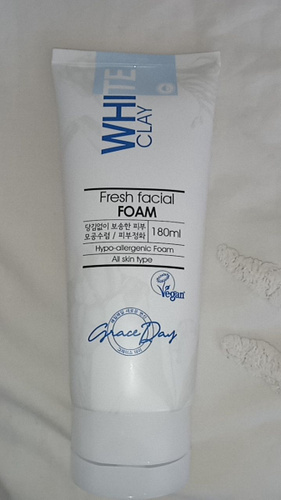 WHITE
CLAY
Fresh facial
FOAM
당김없이 보송한 피부
모공수렴 / 피부정화
180ml
Hypo-allergenic Foam
All skin type
Vegan
Grace Day